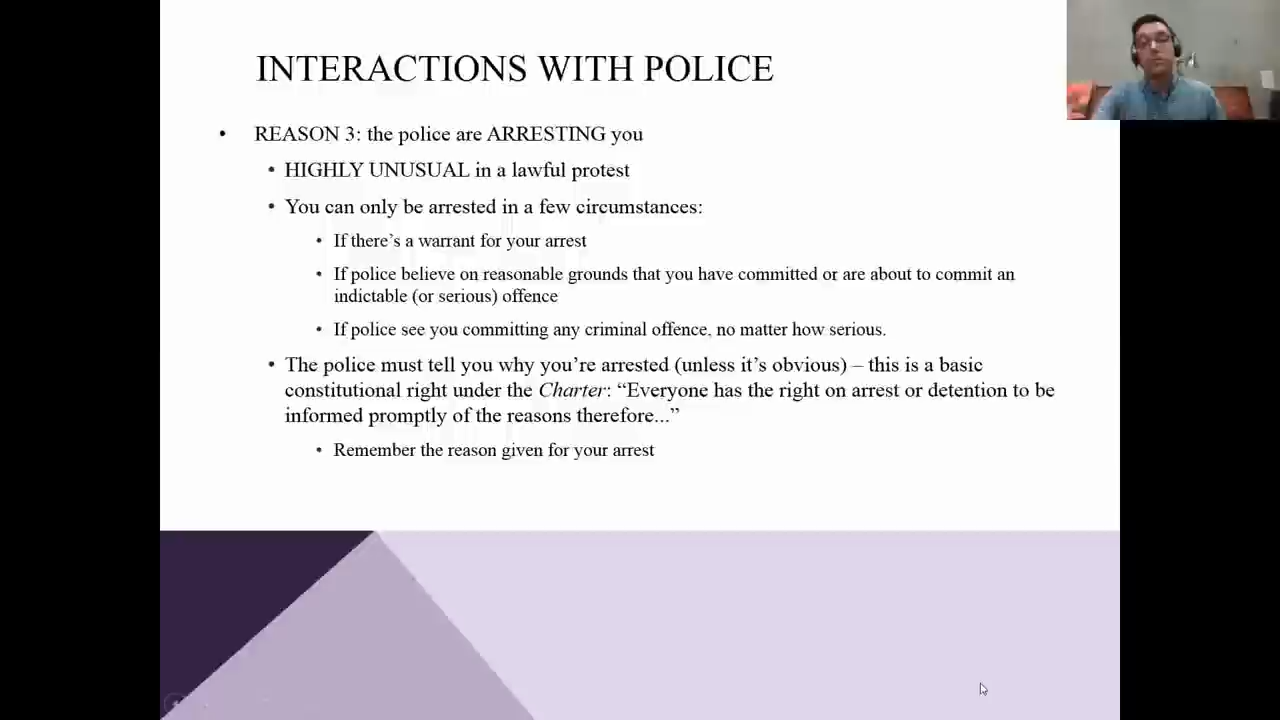 INTERACTIONS WITH POLICE
• REASON 3: the police are ARRESTING you
• HIGHLY UNUSUAL in a lawful protest
• You can only be arrested in a few circumstances:
• If there's a warrant for your arrest
• If police believe on reasonable grounds that you have committed or are about to commit an
indictable (or serious) offence
• If police see you committing any criminal offence, no matter how serious.
• The police must tell you why you're arrested (unless it's obvious) – this is a basic
constitutional right under the Charter: “Everyone has the right on arrest or detention to be
informed promptly of the reasons therefore...”
• Remember the reason given for your arrest